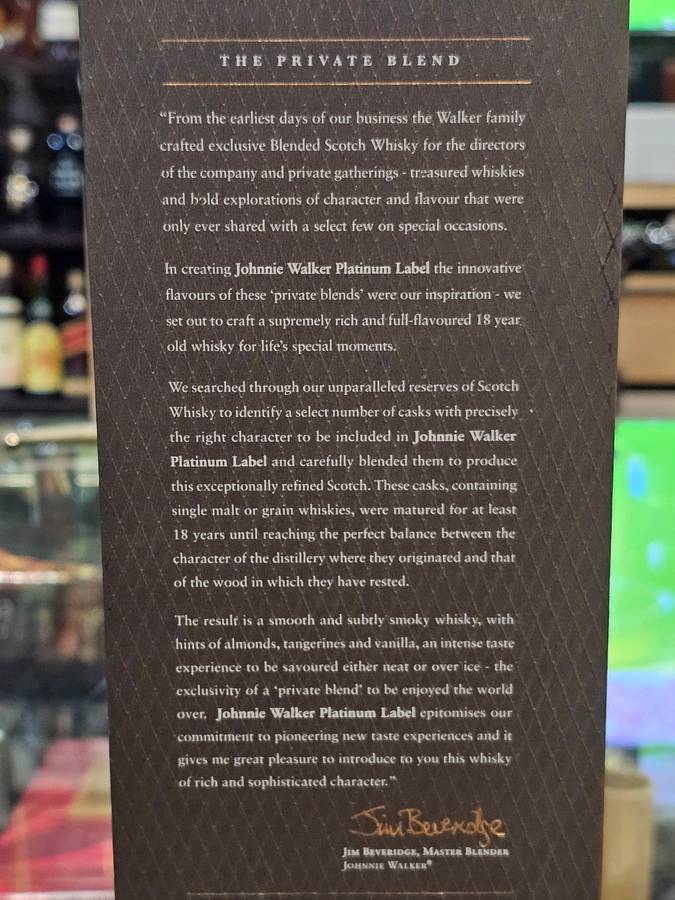 THE PRIVATE BLEND
“From the earliest days of our business the Walker family
crafted exclusive Blended Scotch Whisky for the directors
of the company and private gatherings - treasured whiskies
and bold explorations of character and flavour that were
only ever shared with a select few on special occasions.
In creating Johnnie Walker Platinum Label the innovative
flavours of these ‘private blends’ were our inspiration - we
set out to craft a supremely rich and full-flavoured 18 year
old whisky for life’s special moments.
We searched through our unparalleled reserves of Scotch
Whisky to identify a select number of casks with precisely
the right character to be included in Johnnie Walker
Platinum Label and carefully blended them to produce
this exceptionally refined Scotch. These casks, containing
single malt or grain whiskies, were matured for at least
18 years until reaching the perfect balance between the
character of the distillery where they originated and that
of the wood in which they have rested.
The result is a smooth and subtly smoky whisky, with
hints of almonds, tangerines and vanilla, an intense taste
experience to be savoured either neat or over ice - the
exclusivity of a ‘private blend’ to be enjoyed the world
over. Johnnie Walker Platinum Label epitomises our
commitment to pioneering new taste experiences and it
gives me great pleasure to introduce to you this whisky
of rich and sophisticated character.”
Jim Beveridge
JIM BEVERIDGE, MASTER BLENDER
JOHNNIE WALKER®